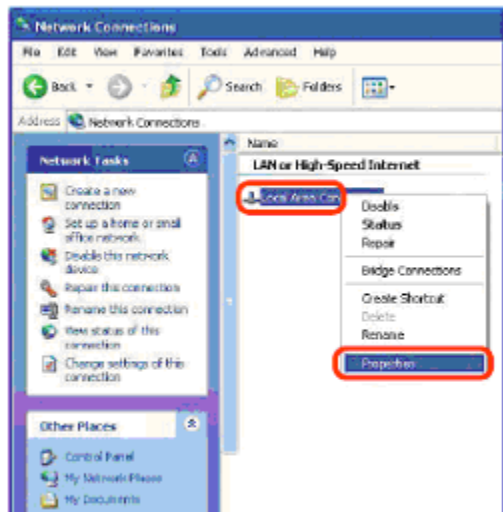 Network Connections
File Edit View Favorites Tools Advanced Help
Back Search Folders
Address Network Connections
Network Tasks
Create a new
connection
Set up a home or small
office network
Disable this network
device
Repair this connection
Rename this connection
View status of this
connection
Change settings of this
connection
Other Places
Control Panel
My Network Places
My Documents
Name
LAN or High-Speed Internet
Local Area Con
Disable
Status
Repair
Bridge Connections
Create Shortcut
Delete
Rename
Properties